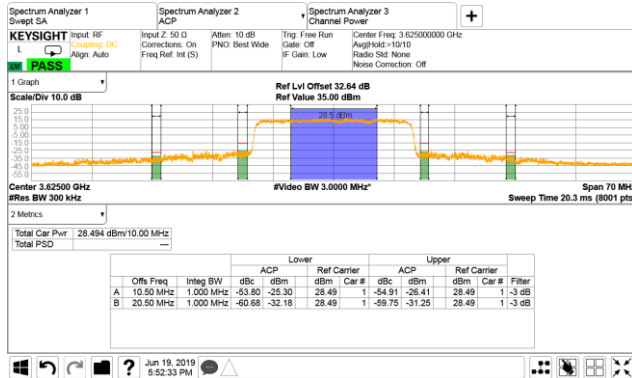 Spectrum Analyzer 1
Swept SA
Spectrum Analyzer 2
ACP
Spectrum Analyzer 3
Channel Power
KEYSIGHT
L
PASS
Input: RF
Coupling: DC
Align: Auto
Input Z: 50 Ω
Corrections: On
Freq Ref: Int (S)
Atten: 10 dB
PNO: Best Wide
Trig: Free Run
Gate: Off
IF Gain: Low
Center Freq: 3.625000000 GHz
Avg|Hold:>10/10
Radio Std: None
Noise Correction: Off
1 Graph
Scale/Div 10.0 dB
Ref Lvl Offset 32.64 dB
Ref Value 35.00 dBm
28.5 dBm
25.0
15.0
5.00
-5.00
-15.0
-25.0
-35.0
-45.0
-55.0
Center 3.62500 GHz
#Res BW 300 kHz
#Video BW 3.0000 MHz*
Span 70 MH
Sweep Time 20.3 ms (8001 pts
2 Metrics
Total Car Pwr 28.494 dBm/10.00 MHz
Total PSD ---
Lower Upper
ACP Ref Carrier ACP Ref Carrier
Offs Freq Integ BW dBc dBm dBm Car # dBc dBm dBm Car # Filter
A 10.50 MHz 1.000 MHz -53.80 -25.30 28.49 1 -54.91 -26.41 28.49 1 -3 dB
B 20.50 MHz 1.000 MHz -60.68 -32.18 28.49 1 -59.75 -31.25 28.49 1 -3 dB
Jun 19, 2019
5:52:33 PM